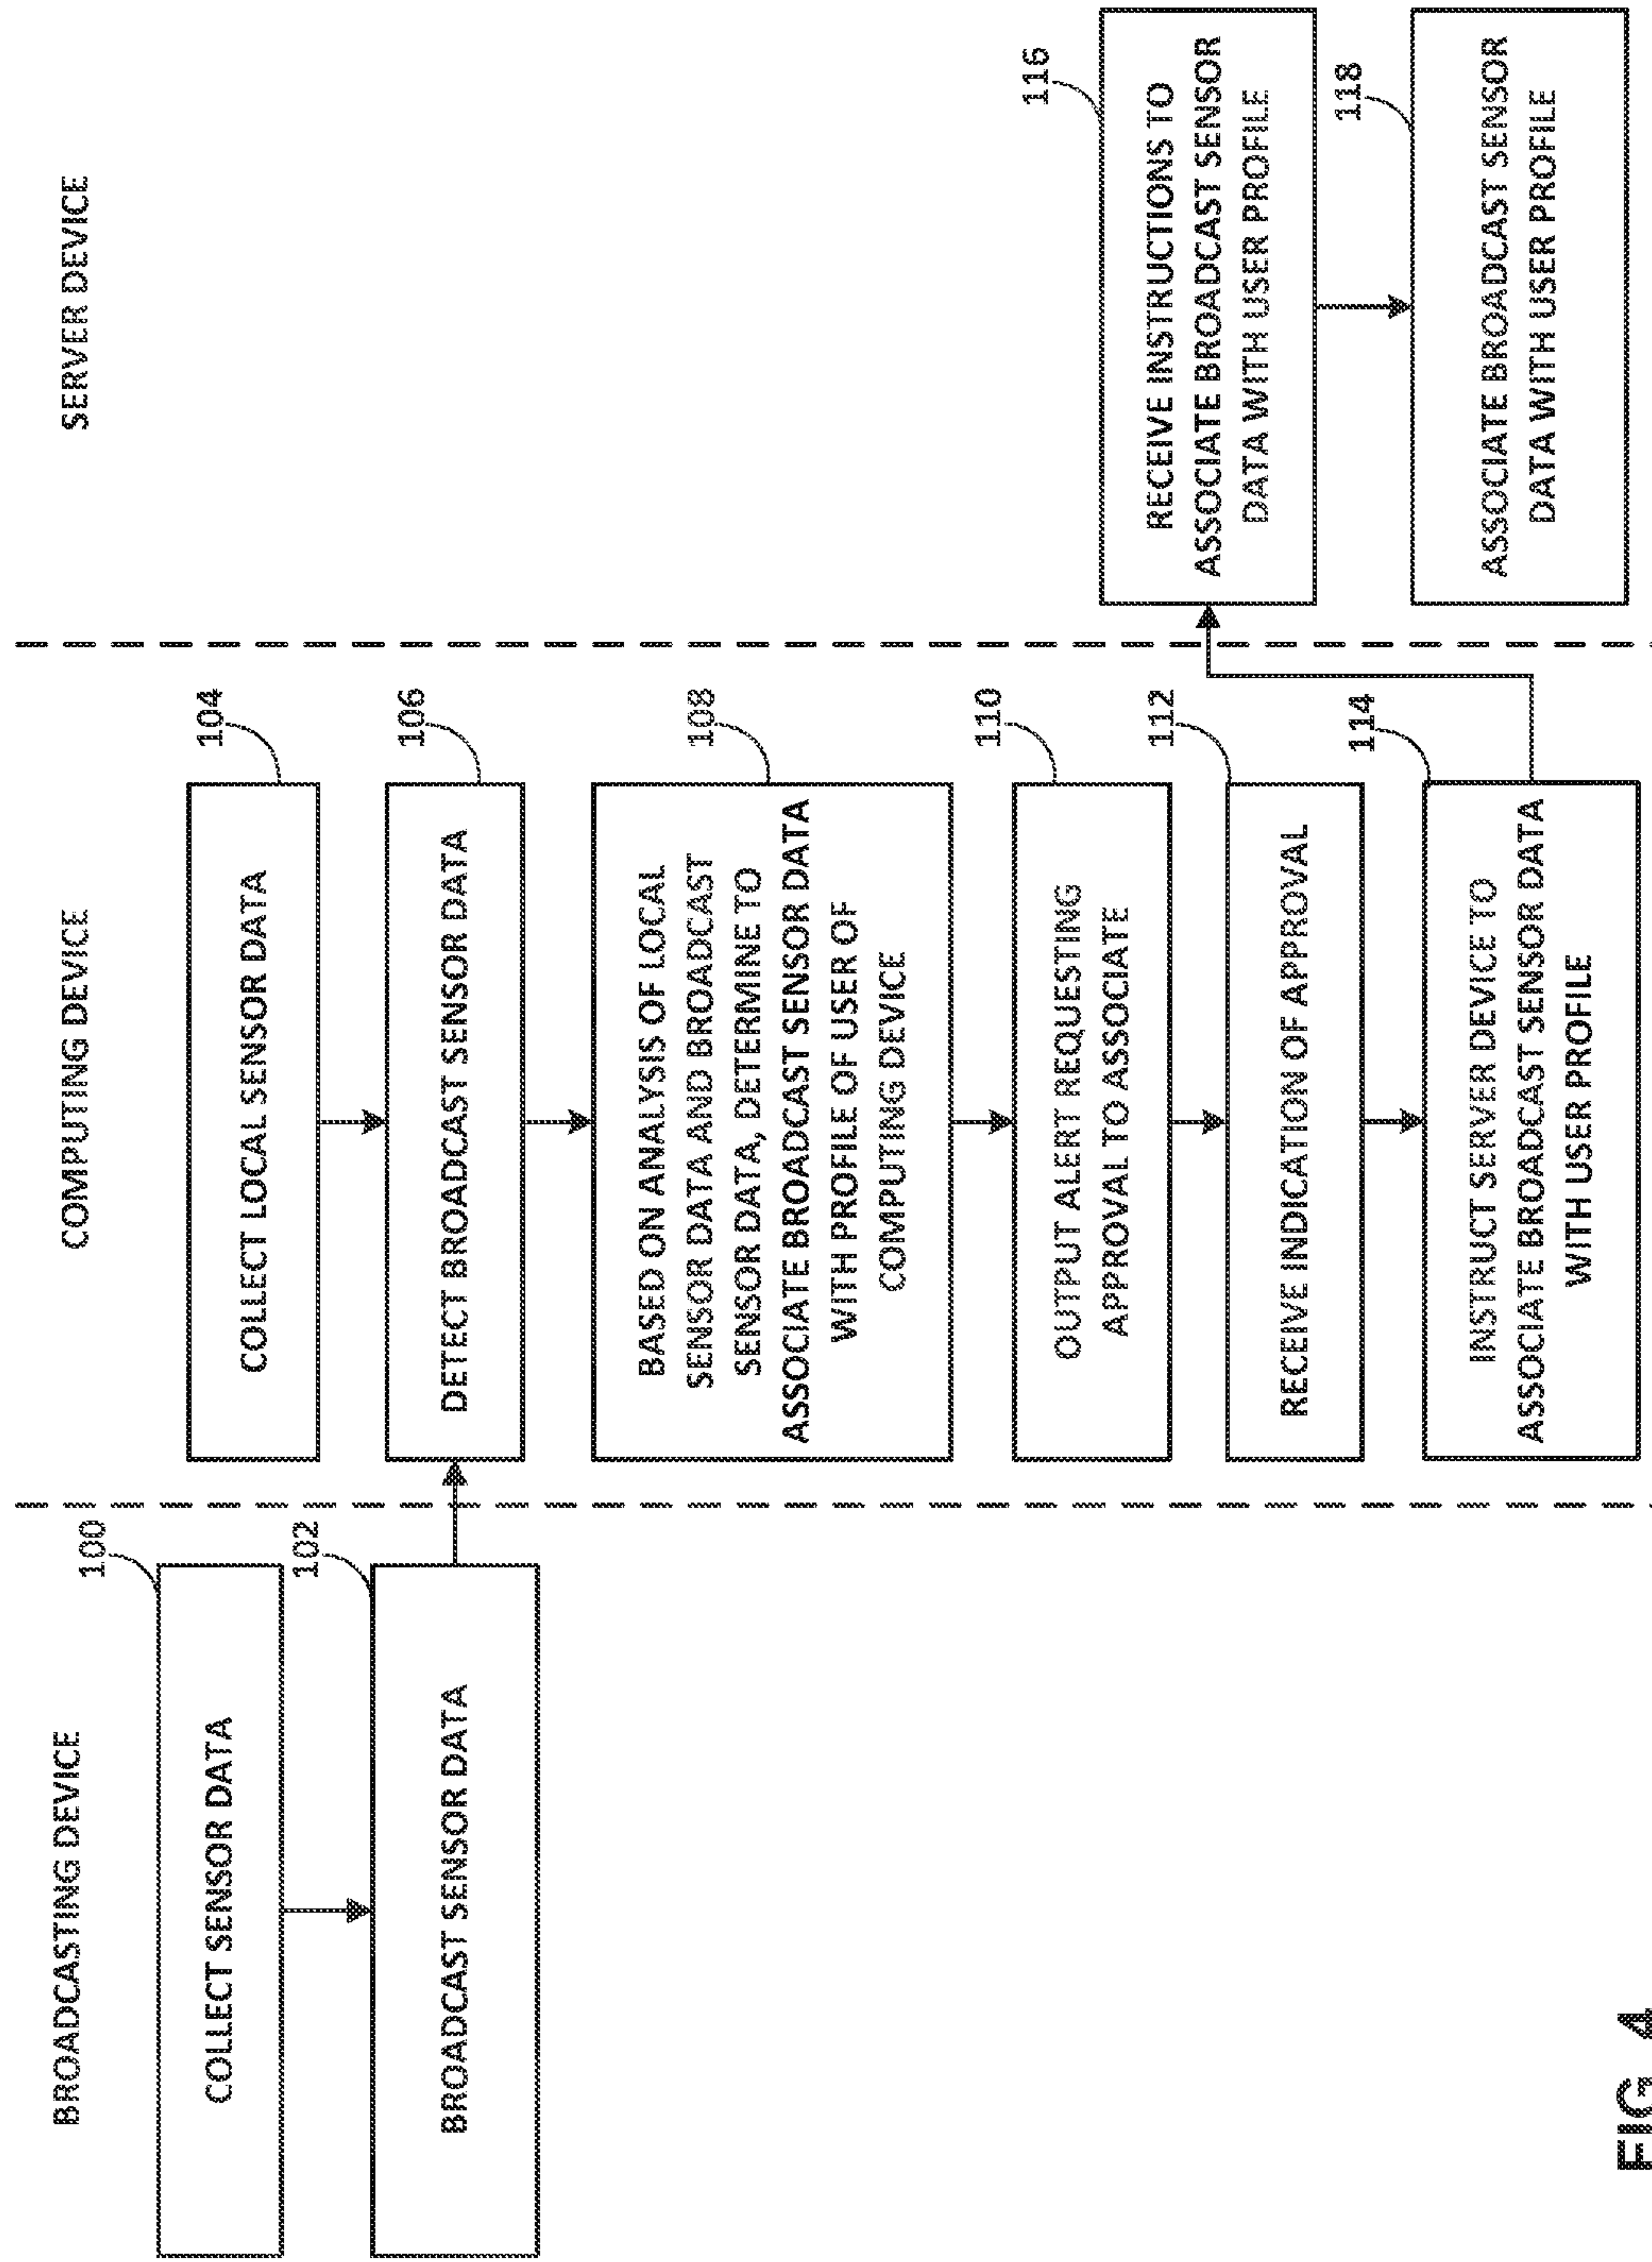 BROADCASTING DEVICE
100
COLLECT SENSOR DATA
102
BROADCAST SENSOR DATA
COMPUTING DEVICE
104
COLLECT LOCAL SENSOR DATA
106
DETECT BROADCAST SENSOR DATA
108
BASED ON ANALYSIS OF LOCAL
SENSOR DATA AND BROADCAST
SENSOR DATA, DETERMINE TO
ASSOCIATE BROADCAST SENSOR DATA
WITH PROFILE OF USER OF
COMPUTING DEVICE
110
OUTPUT ALERT REQUESTING
APPROVAL TO ASSOCIATE
112
RECEIVE INDICATION OF APPROVAL
114
INSTRUCT SERVER DEVICE TO
ASSOCIATE BROADCAST SENSOR DATA
WITH USER PROFILE
SERVER DEVICE
116
RECEIVE INSTRUCTIONS TO
ASSOCIATE BROADCAST SENSOR
DATA WITH USER PROFILE
118
ASSOCIATE BROADCAST SENSOR
DATA WITH USER PROFILE
FIG. 4